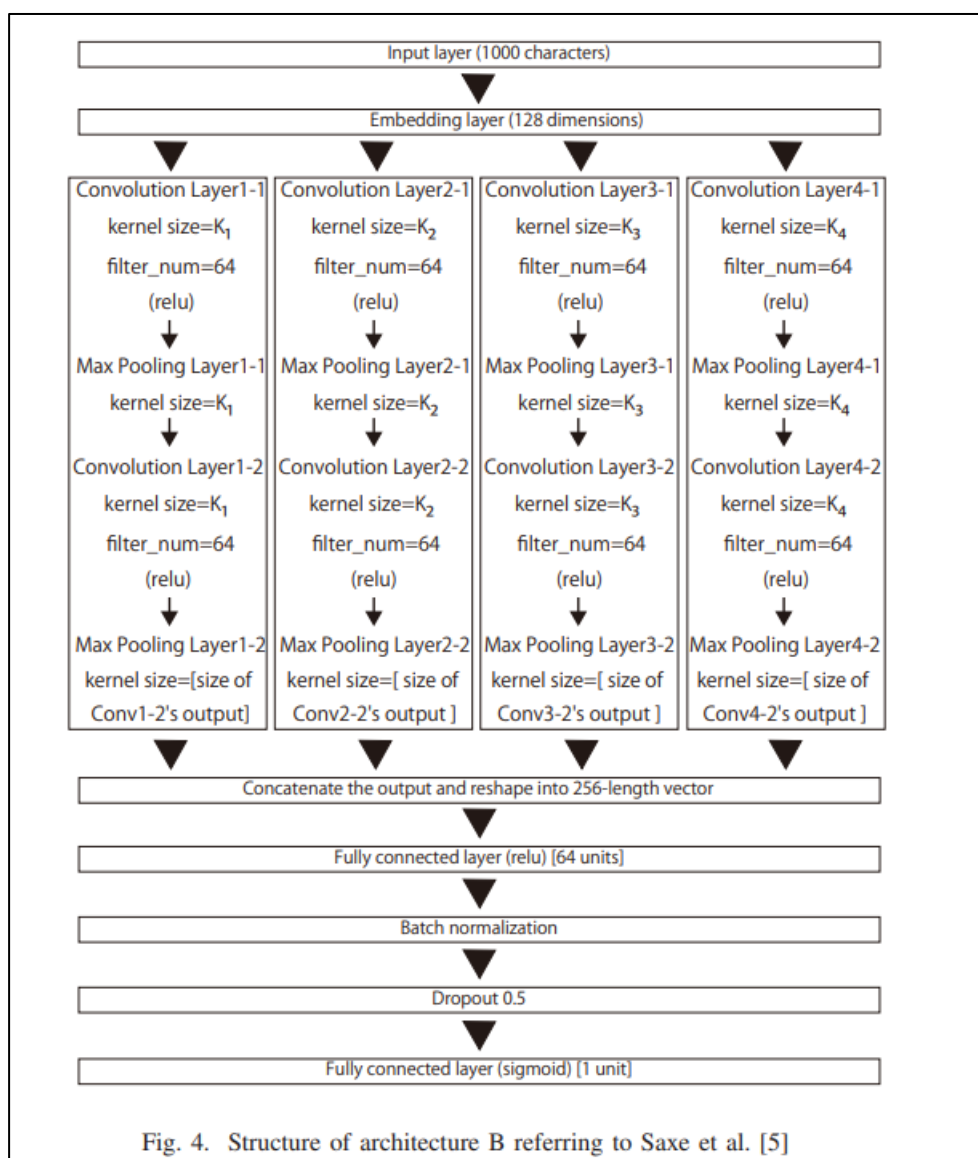 Input layer (1000 characters)
Embedding layer (128 dimensions)
Convolution Layer1-1
kernel size=K₁
filter_num=64
(relu)
Max Pooling Layer1-1
kernel size=K₁
Convolution Layer1-2
kernel size=K₁
filter_num=64
(relu)
Max Pooling Layer1-2
kernel size=[size of
Conv1-2's output]
Convolution Layer2-1
kernel size=K₂
filter_num=64
(relu)
Max Pooling Layer2-1
kernel size=K₂
Convolution Layer2-2
kernel size=K₂
filter_num=64
(relu)
Max Pooling Layer2-2
kernel size=[ size of
Conv2-2's output ]
Convolution Layer3-1
kernel size=K₃
filter_num=64
(relu)
Max Pooling Layer3-1
kernel size=K₃
Convolution Layer3-2
kernel size=K₃
filter_num=64
(relu)
Max Pooling Layer3-2
kernel size=[ size of
Conv3-2's output ]
Convolution Layer4-1
kernel size=K₄
filter_num=64
(relu)
Max Pooling Layer4-1
kernel size=K₄
Convolution Layer4-2
kernel size=K₄
filter_num=64
(relu)
Max Pooling Layer4-2
kernel size=[ size of
Conv4-2's output ]
Concatenate the output and reshape into 256-length vector
Fully connected layer (relu) [64 units]
Batch normalization
Dropout 0.5
Fully connected layer (sigmoid) [1 unit]
Fig. 4. Structure of architecture B referring to Saxe et al. [5]